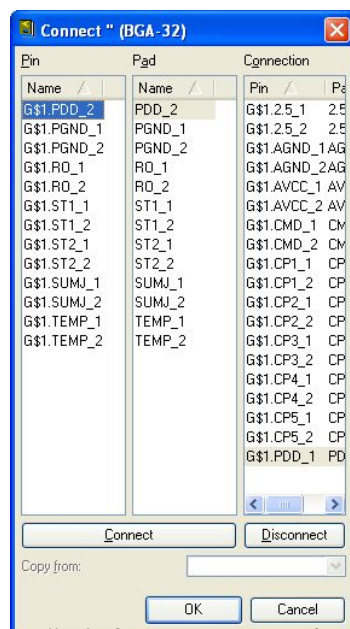 Connect '' (BGA-32)
Pin Pad Connection
Name Name Pin Pa
G$1.PDD_2 PDD_2 G$1.2.5_1 2.5
G$1.PGND_1 PGND_1 G$1.2.5_2 2.5
G$1.PGND_2 PGND_2 G$1.AGND_1 AG
G$1.RO_1 RO_1 G$1.AGND_2 AG
G$1.RO_2 RO_2 G$1.AVCC_1 AV
G$1.ST1_1 ST1_1 G$1.AVCC_2 AV
G$1.ST1_2 ST1_2 G$1.CMD_1 CM
G$1.ST2_1 ST2_1 G$1.CMD_2 CM
G$1.ST2_2 ST2_2 G$1.CP1_1 CP
G$1.SUMJ_1 SUMJ_1 G$1.CP1_2 CP
G$1.SUMJ_2 SUMJ_2 G$1.CP2_1 CP
G$1.TEMP_1 TEMP_1 G$1.CP2_2 CP
G$1.TEMP_2 TEMP_2 G$1.CP3_1 CP
G$1.CP3_2 CP
G$1.CP4_1 CP
G$1.CP4_2 CP
G$1.CP5_1 CP
G$1.CP5_2 CP
G$1.PDD_1 PD
Connect Disconnect
Copy from:
OK Cancel